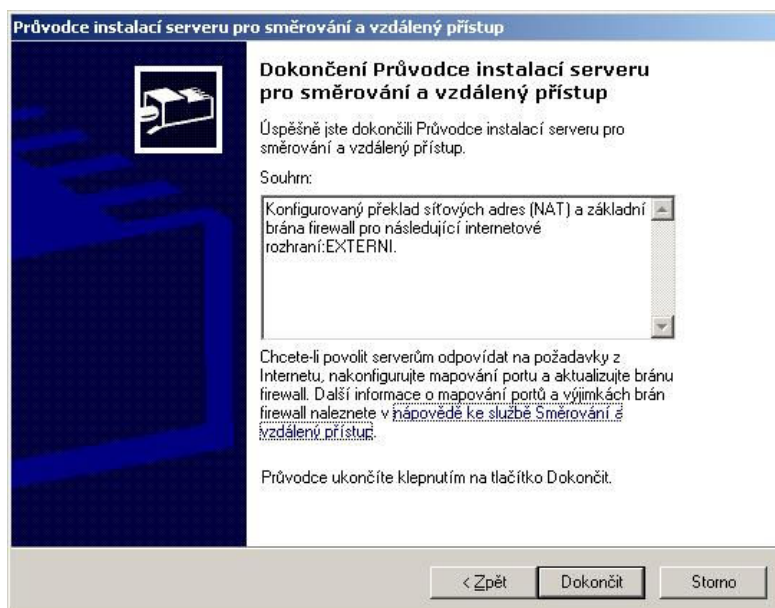 Průvodce instalací serveru pro směrování a vzdálený přístup
Dokončení Průvodce instalací serveru
pro směrování a vzdálený přístup
Úspěšně jste dokončili Průvodce instalací serveru pro
směrování a vzdálený přístup.
Souhrn:
Konfigurovaný překlad síťových adres (NAT) a základní
brána firewall pro následující internetové
rozhraní:EXTERNI.
Chcete-li povolit serverům odpovídat na požadavky z
Internetu, nakonfigurujte mapování portu a aktualizujte bránu
firewall. Další informace o mapování portů a výjimkách brán
firewall naleznete v nápovědě ke službě Směrování a
vzdálený přístup.
Průvodce ukončíte klepnutím na tlačítko Dokončit.
< Zpět Dokončit Storno